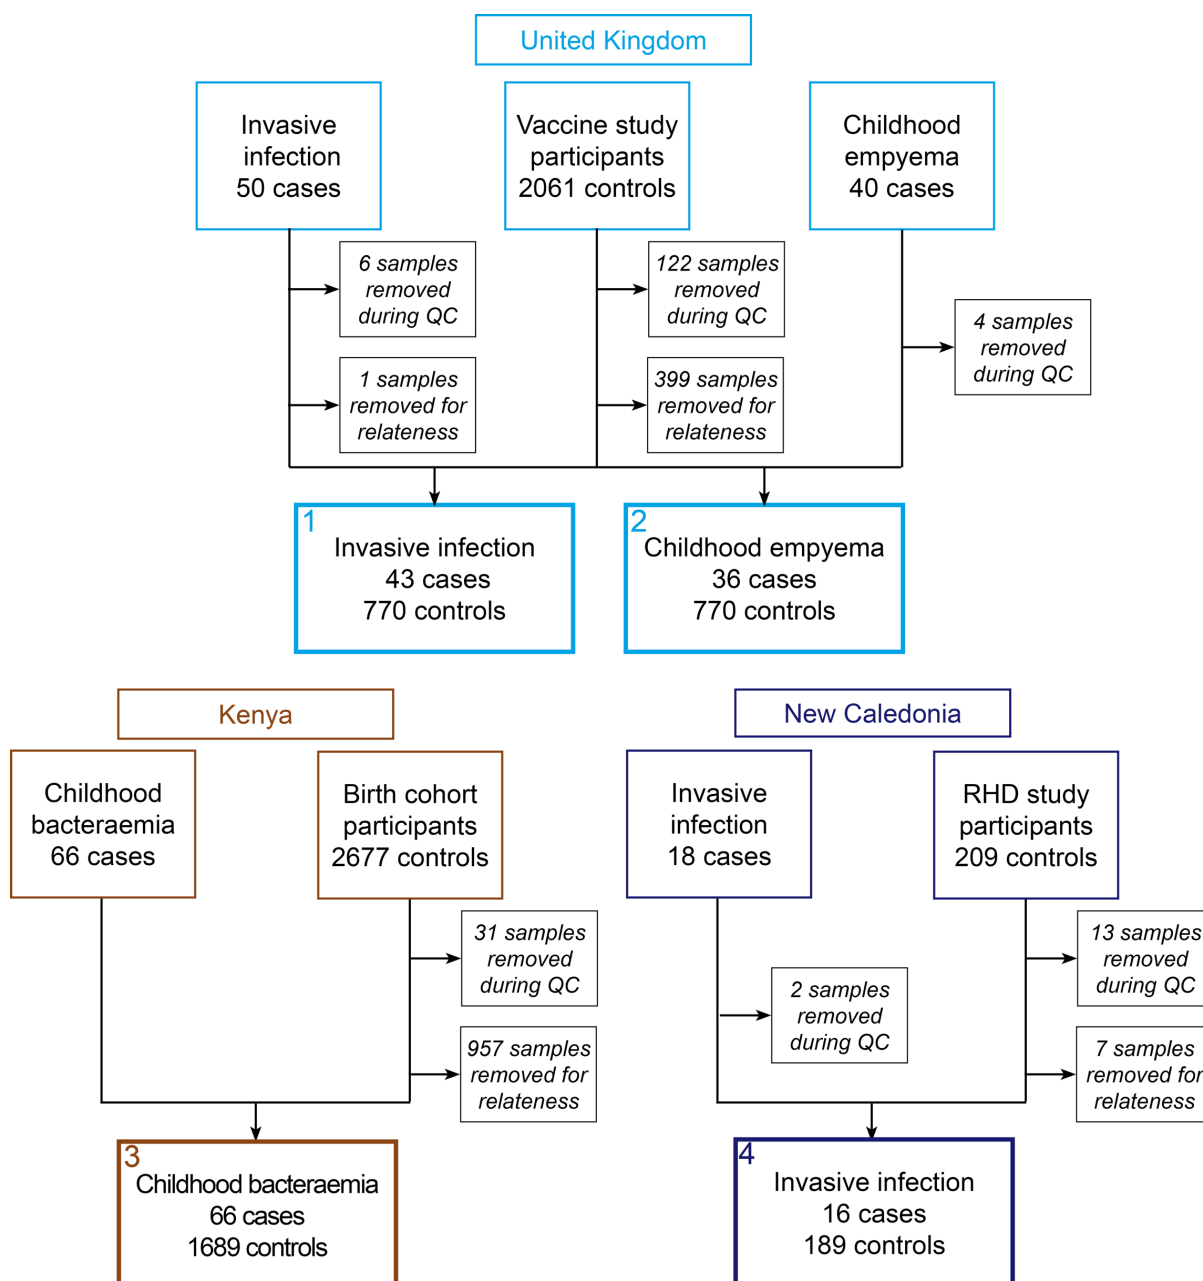 United Kingdom
Invasive
infection
50 cases
Vaccine study
participants
2061 controls
Childhood
empyema
40 cases
6 samples
removed
during QC
122 samples
removed
during QC
4 samples
removed
during QC
1 samples
removed for
relateness
399 samples
removed for
relateness
1
Invasive infection
43 cases
770 controls
2
Childhood empyema
36 cases
770 controls
Kenya
Childhood
bacteraemia
66 cases
Birth cohort
participants
2677 controls
31 samples
removed
during QC
957 samples
removed for
relateness
3
Childhood bacteraemia
66 cases
1689 controls
New Caledonia
Invasive
infection
18 cases
RHD study
participants
209 controls
13 samples
removed
during QC
2 samples
removed
during QC
7 samples
removed for
relateness
4
Invasive infection
16 cases
189 controls